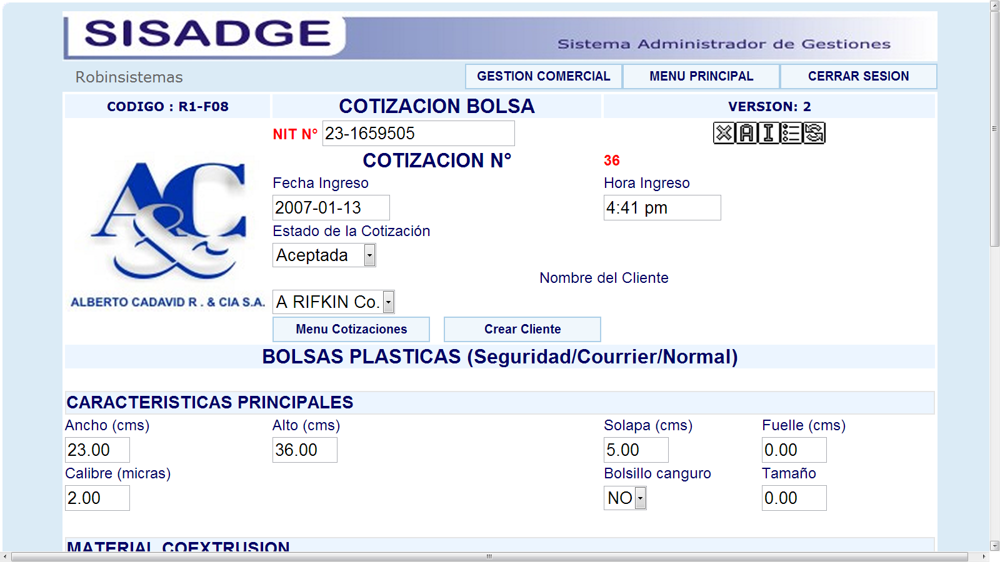 SISADGE
Sistema Administrador de Gestiones
Robinsistemas
GESTION COMERCIAL MENU PRINCIPAL CERRAR SESION
CODIGO : R1-F08 COTIZACION BOLSA VERSION: 2
NIT N° 23-1659505
X A I
COTIZACION N° 36
Fecha Ingreso Hora Ingreso
2007-01-13 4:41 pm
Estado de la Cotización
Aceptada
A&C
ALBERTO CADAVID R . & CIA S.A.
Nombre del Cliente
A RIFKIN Co.
Menu Cotizaciones Crear Cliente
BOLSAS PLASTICAS (Seguridad/Courrier/Normal)
CARACTERISTICAS PRINCIPALES
Ancho (cms) Alto (cms) Solapa (cms) Fuelle (cms)
23.00 36.00 5.00 0.00
Calibre (micras) Bolsillo canguro Tamaño
2.00 NO 0.00
MATERIAL COEXTRUSION